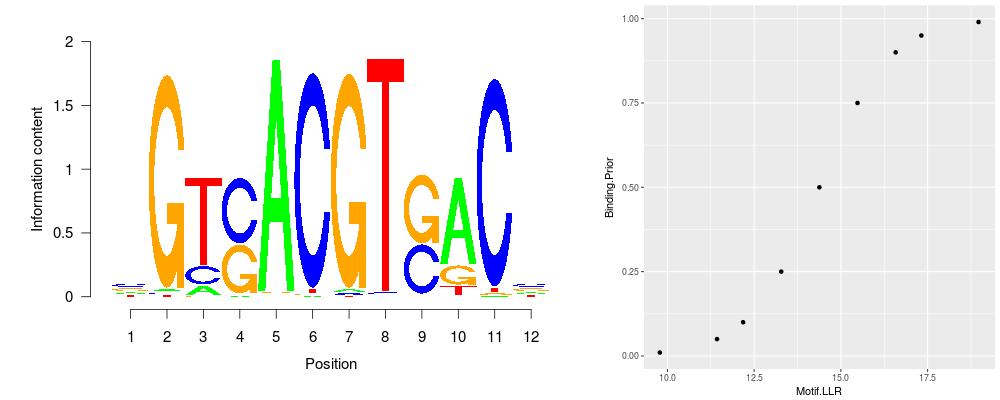 2
1.5
1
0.5
0
Information content
G T C A C G T G A C
C G C G
A
1 2 3 4 5 6 7 8 9 10 11 12
Position
1.00
0.75
0.50
0.25
0.00
Binding.Prior
10.0 12.5 15.0 17.5
Motif.LLR